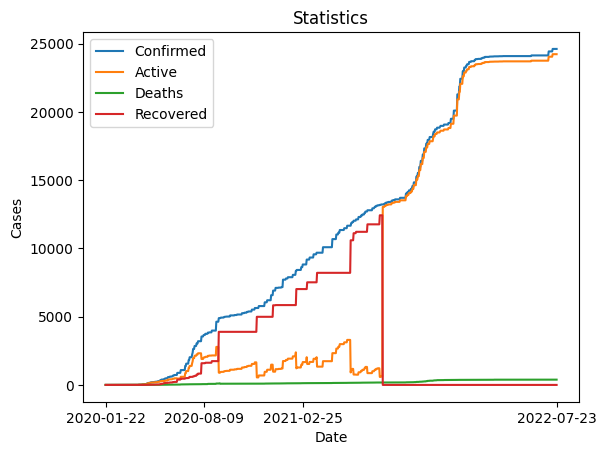 Statistics
Confirmed
Active
Deaths
Recovered
25000
20000
15000
10000
5000
0
Cases
2020-01-22 2020-08-09 2021-02-25 2022-07-23
Date